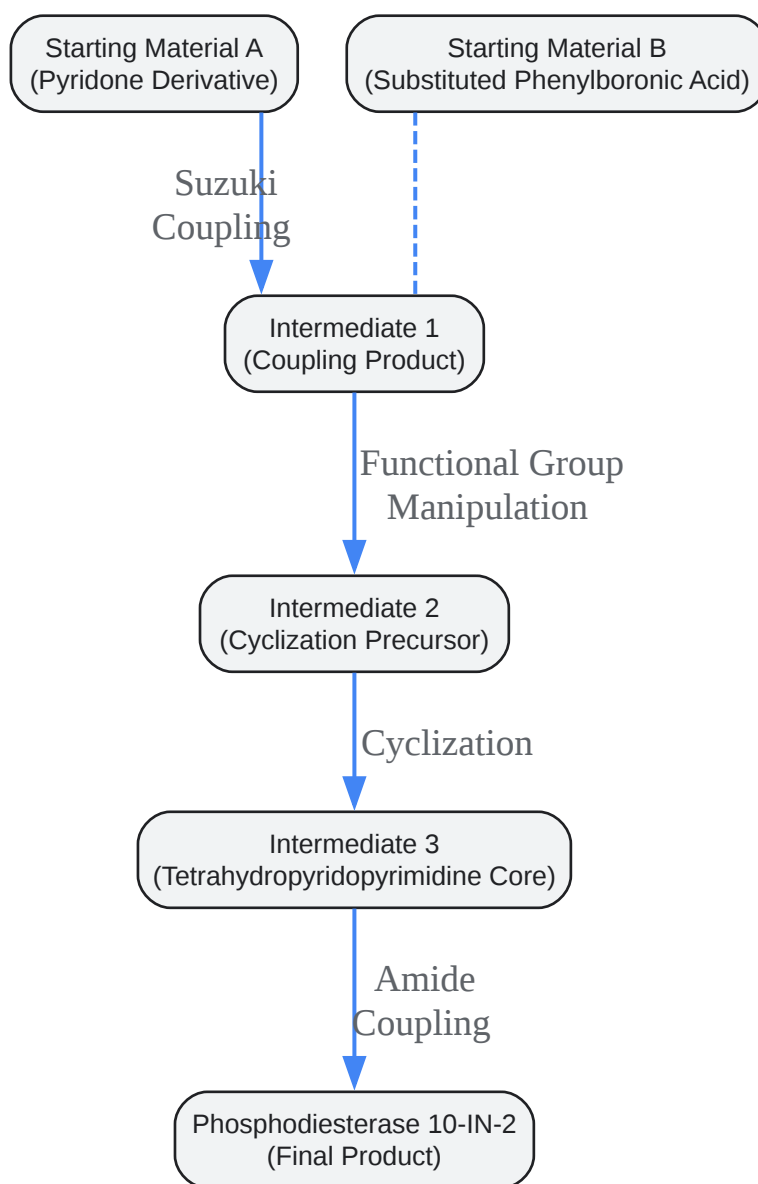 Starting Material A
(Pyridone Derivative)
Starting Material B
(Substituted Phenylboronic Acid)
Suzuki
Coupling
Intermediate 1
(Coupling Product)
Functional Group
Manipulation
Intermediate 2
(Cyclization Precursor)
Cyclization
Intermediate 3
(Tetrahydropyridopyrimidine Core)
Amide
Coupling
Phosphodiesterase 10-IN-2
(Final Product)